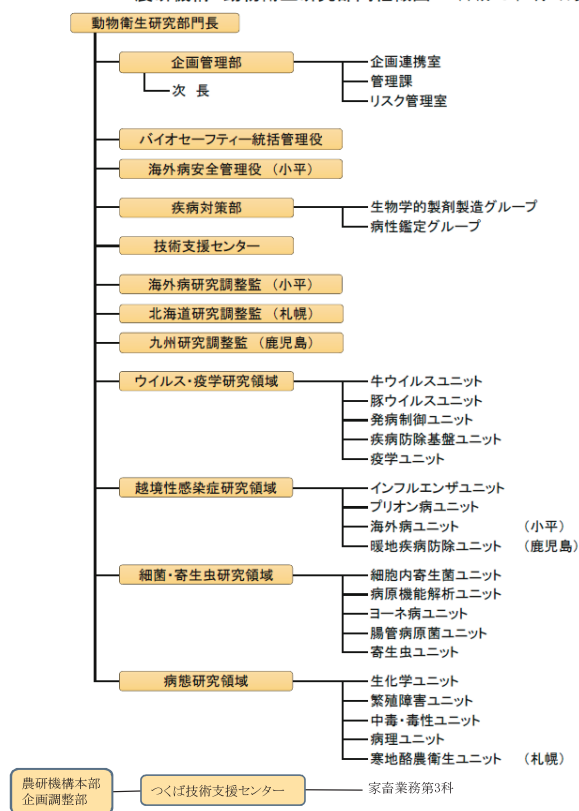 動物衛生研究部門長
企画管理部
企画連携室
管理課
リスク管理室
次 長
バイオセーフティー統括管理役
海外病安全管理役 (小平)
疾病対策部
生物学的製剤製造グループ
病性鑑定グループ
技術支援センター
海外病研究調整監 (小平)
北海道研究調整監 (札幌)
九州研究調整監 (鹿児島)
ウイルス・疫学研究領域
牛ウイルスユニット
豚ウイルスユニット
発病制御ユニット
疾病防除基盤ユニット
疫学ユニット
越境性感染症研究領域
インフルエンザユニット
プリオン病ユニット
海外病ユニット (小平)
暖地疾病防除ユニット (鹿児島)
細菌・寄生虫研究領域
細胞内寄生菌ユニット
病原機能解析ユニット
ヨーネ病ユニット
腸管病原菌ユニット
寄生虫ユニット
病態研究領域
生化学ユニット
繁殖障害ユニット
中毒・毒性ユニット
病理ユニット
寒地酪農衛生ユニット (札幌)
農研機構本部
企画調整部
つくば技術支援センター
家畜業務第3科